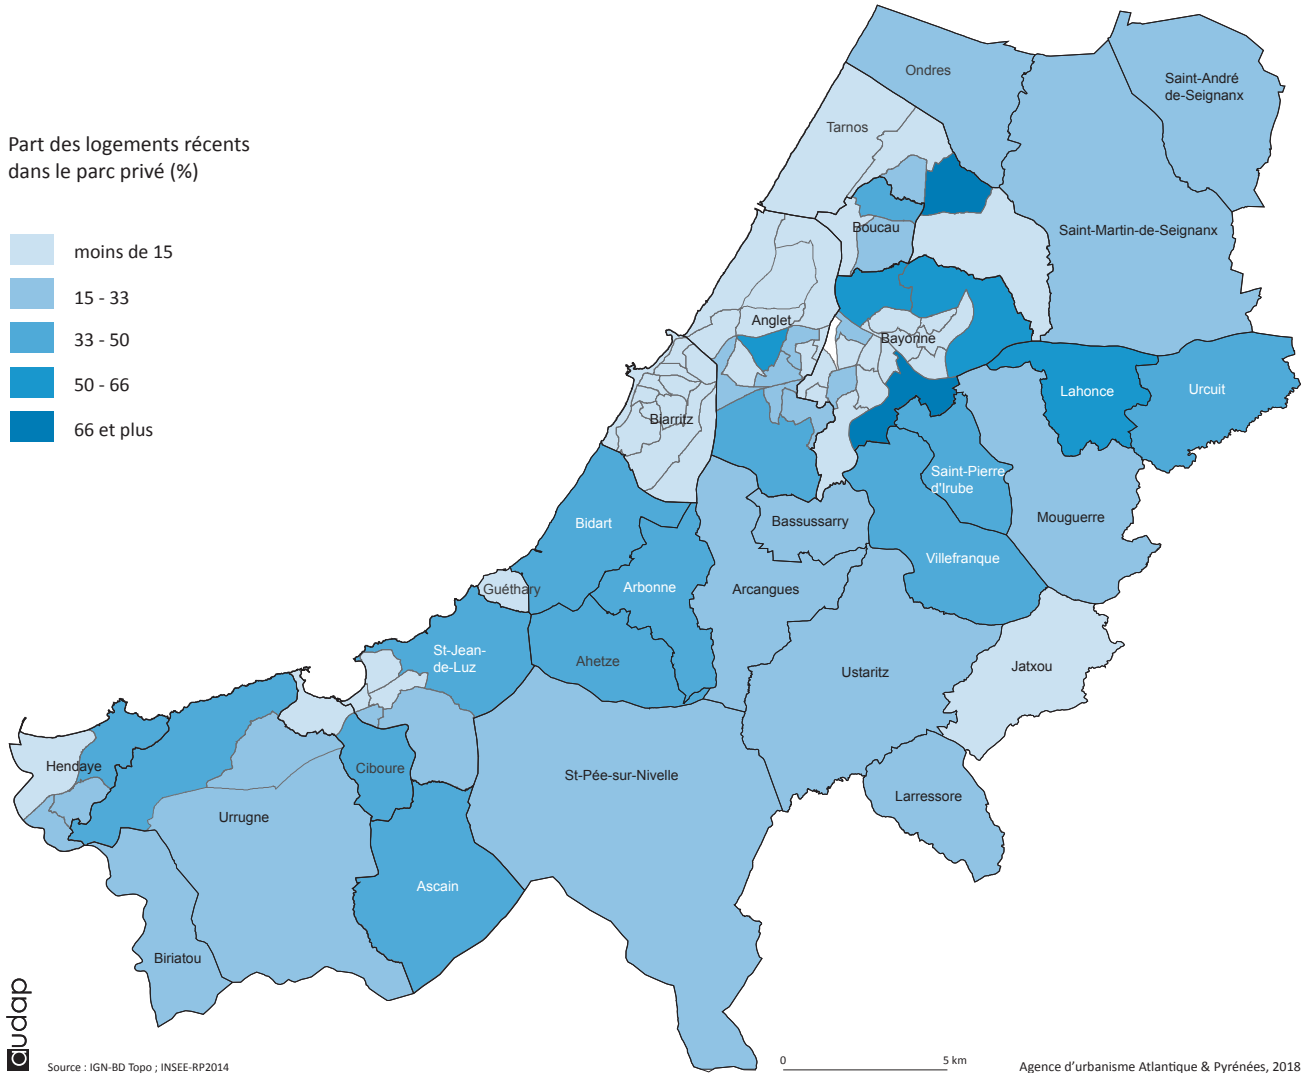 Part des logements récents
dans le parc privé (%)
moins de 15
15 - 33
33 - 50
50 - 66
66 et plus
Ondres
Saint-André
de-Seignanx
Tarnos
Boucau
Saint-Martin-de-Seignanx
Anglet
Bayonne
Lahonce
Urcuit
Biarritz
Saint-Pierre
d'Irube
Bidart
Bassussarry
Mouguerre
Villefranque
Guéthary
Arbonne
Arcangues
St-Jean-
de-Luz
Ahetze
Ustaritz
Jatxou
Hendaye
Ciboure
St-Pée-sur-Nivelle
Larressore
Urrugne
Ascain
Biriatou
audap
Source : IGN-BD Topo ; INSEE-RP2014
0
5 km
Agence d'urbanisme Atlantique & Pyrénées, 2018